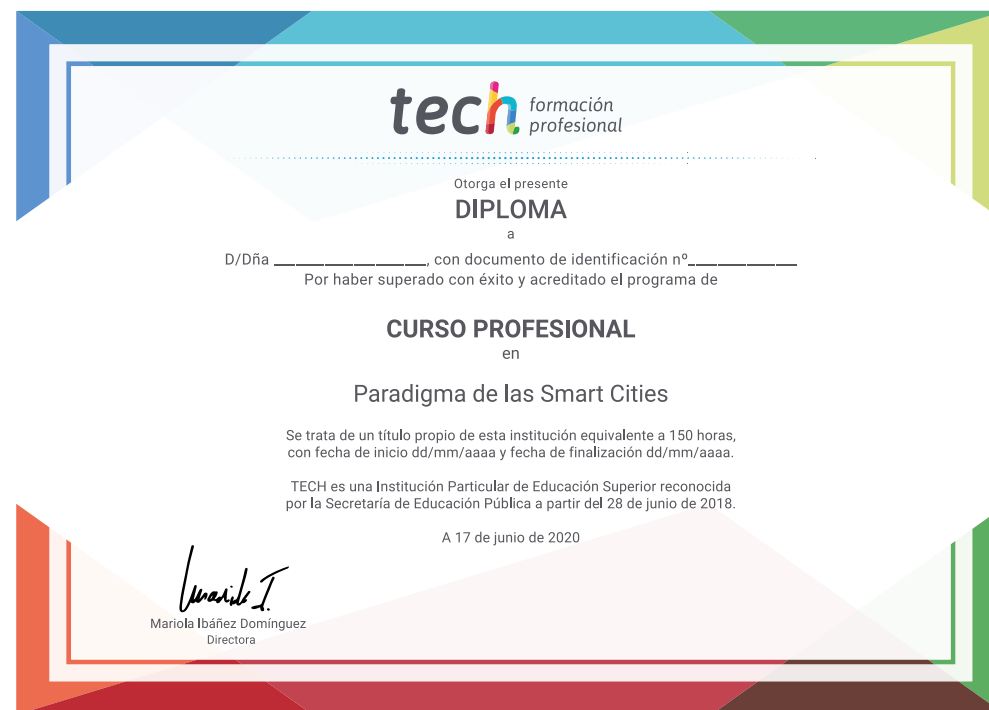 tech formación
profesional
Otorga el presente
DIPLOMA
a
D/Dña ______________, con documento de identificación nº__________
Por haber superado con éxito y acreditado el programa de
CURSO PROFESIONAL
en
Paradigma de las Smart Cities
Se trata de un título propio de esta institución equivalente a 150 horas,
con fecha de inicio dd/mm/aaaa y fecha de finalización dd/mm/aaaa.
TECH es una Institución Particular de Educación Superior reconocida
por la Secretaría de Educación Pública a partir del 28 de junio de 2018.
A 17 de junio de 2020
Mariola I.
Mariola Ibáñez Domínguez
Directora